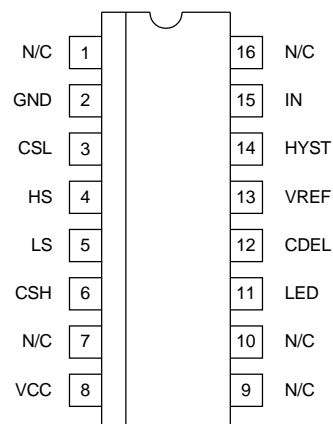 N/C 1 16 N/C
GND 2 15 IN
CSL 3 14 HYST
HS 4 13 VREF
LS 5 12 CDEL
CSH 6 11 LED
N/C 7 10 N/C
VCC 8 9 N/C